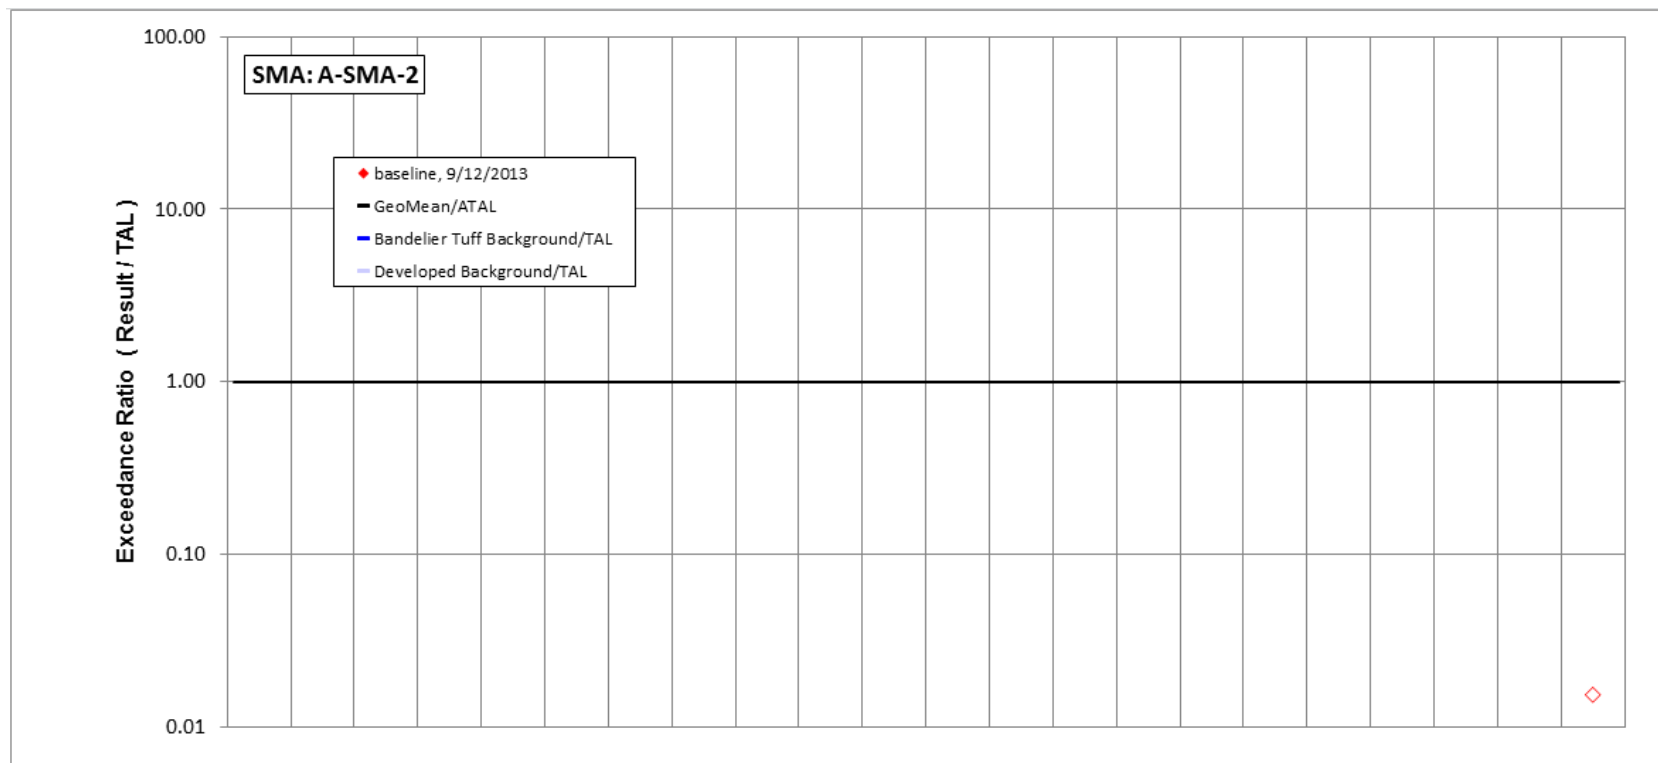 100.00
SMA: A-SMA-2
baseline, 9/12/2013
GeoMean/ATAL
Bandelier Tuff Background/TAL
Developed Background/TAL
10.00
1.00
0.10
0.01
Exceedance Ratio ( Result / TAL )